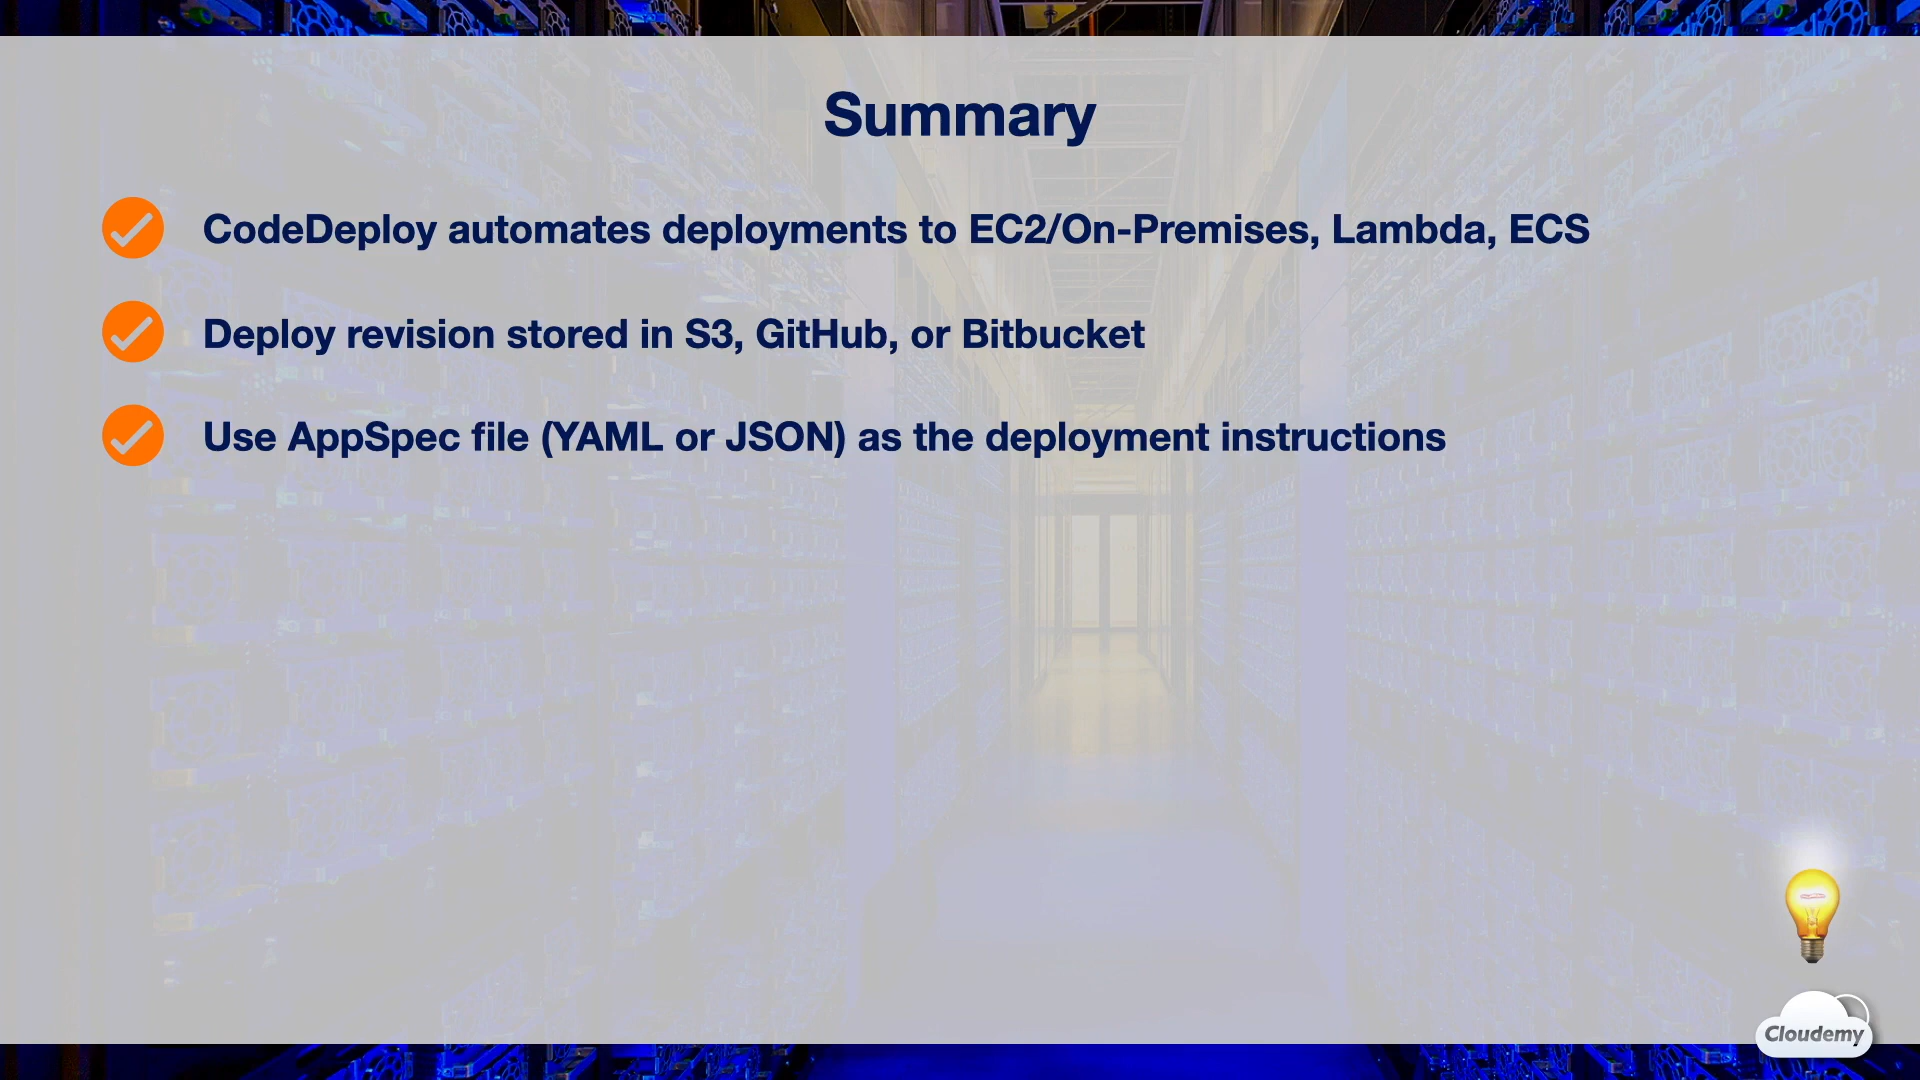 Summary
CodeDeploy automates deployments to EC2/On-Premises, Lambda, ECS
Deploy revision stored in S3, GitHub, or Bitbucket
Use AppSpec file (YAML or JSON) as the deployment instructions
Cloudemy